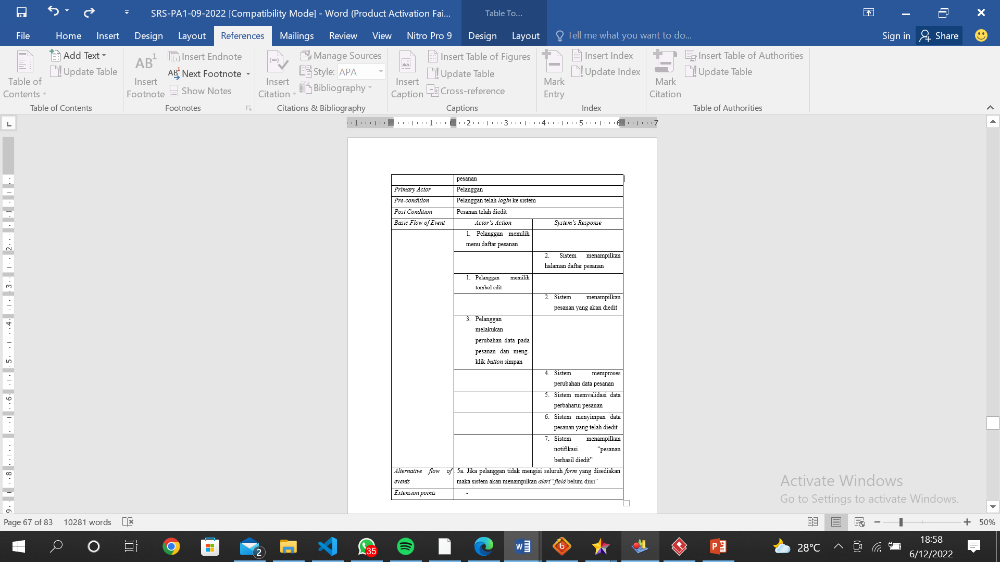 SRS-PA1-09-2022 [Compatibility Mode] - Word (Product Activation Fai...
Table To...
File Home Insert Design Layout References Mailings Review View Nitro Pro 9 Design Layout Tell me what you want to do... Sign in Share
Table of Contents
Add Text
Update Table
Table of Contents
AB1
Insert Footnote
Insert Endnote
Next Footnote
Show Notes
Footnotes
Insert Citation
Manage Sources
Style: APA
Bibliography
Citations & Bibliography
Insert Caption
Insert Table of Figures
Update Table
Cross-reference
Captions
Mark Entry
Insert Index
Update Index
Index
Mark Citation
Insert Table of Authorities
Update Table
Table of Authorities
L
1 1 2 3 4 5 6 7
pesanan
Primary Actor Pelanggan
Pre-condition Pelanggan telah login ke sistem
Post Condition Pesanan telah diedit
Basic Flow of Event Actor's Action System's Response
1. Pelanggan memilih
menu daftar pesanan
2. Sistem menampilkan
halaman daftar pesanan
1. Pelanggan memilih
tombol edit
2. Sistem menampilkan
pesanan yang akan diedit
3. Pelanggan
melakukan
perubahan data pada
pesanan dan meng-
klik button simpan
4. Sistem memproses
perubahan data pesanan
5. Sistem memvalidasi data
perbaharui pesanan
6. Sistem menyimpan data
pesanan yang telah diedit
7. Sistem menampilkan
notifikasi “pesanan
berhasil diedit”
Alternative flow of
events
5a. Jika pelanggan tidak mengisi seluruh form yang disediakan
maka sistem akan menampilkan alert “field belum diisi”
Extension points -
1
2
3
4
5
6
7
8
9
Activate Windows
Go to Settings to activate Windows.
Page 67 of 83 10281 words 50%
2
35
28°C
18:58
6/12/2022